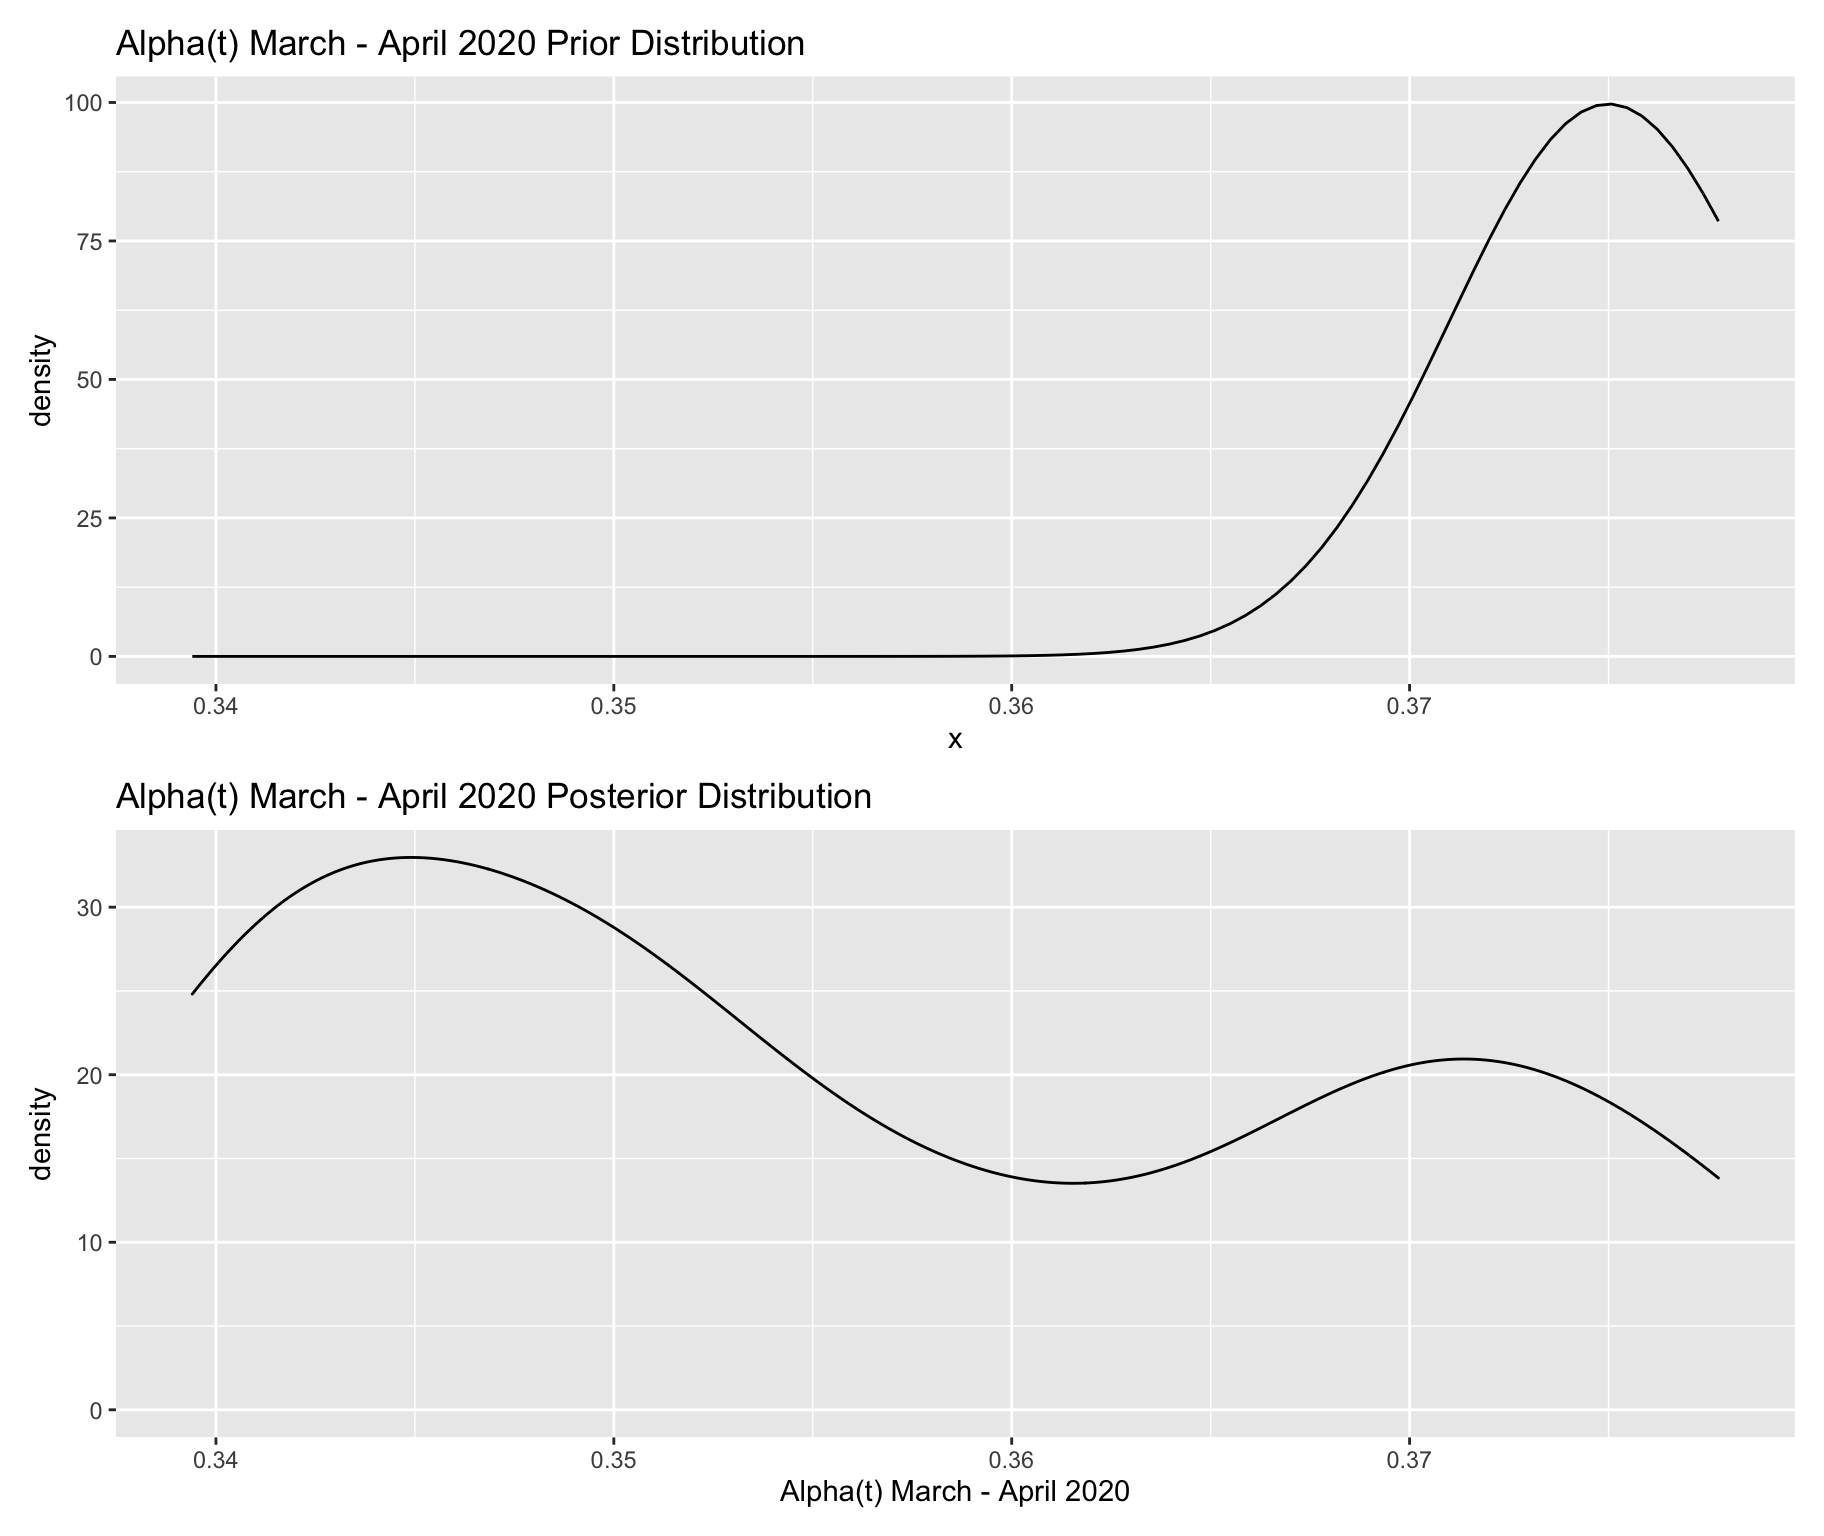 Alpha(t) March - April 2020 Prior Distribution
100
75
50
25
0
density
0.34 0.35 0.36 0.37
x
Alpha(t) March - April 2020 Posterior Distribution
30
20
10
0
density
0.34 0.35 0.36 0.37
Alpha(t) March - April 2020